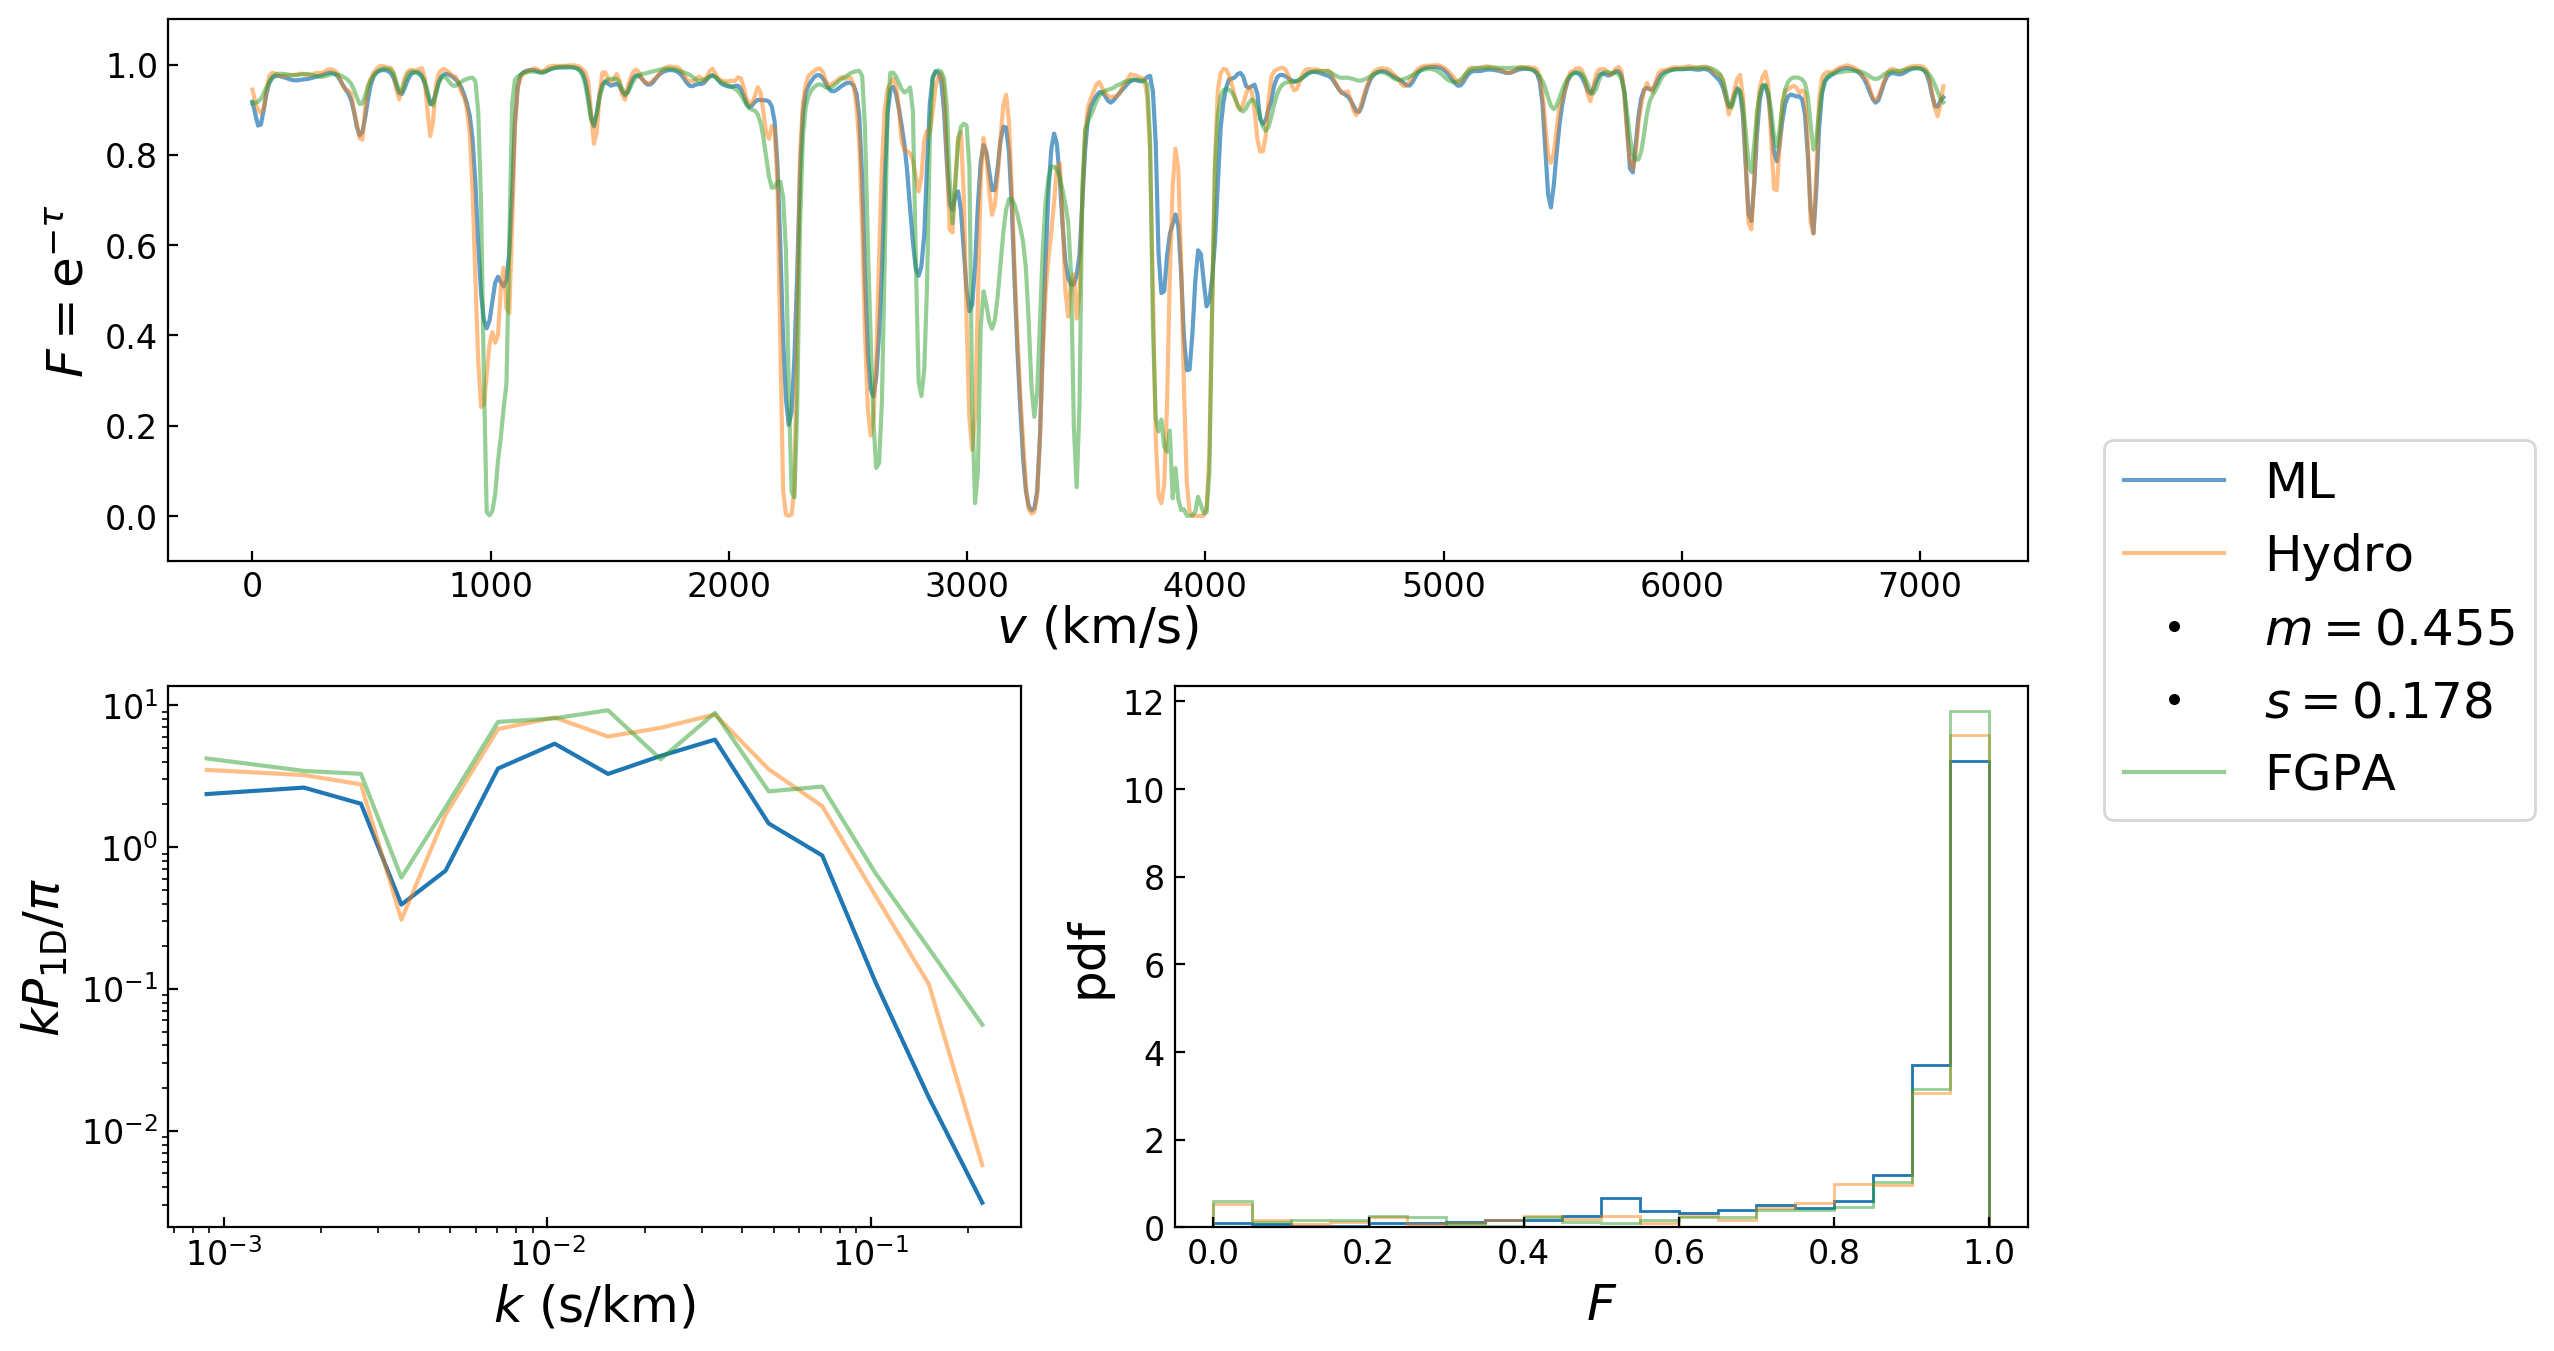 1.0
0.8
0.6
0.4
0.2
0.0
F = e^{−τ}
0 1000 2000 3000 4000 5000 6000 7000
v (km/s)
ML
Hydro
m = 0.455
s = 0.178
FGPA
10^1
10^0
10^{−1}
10^{−2}
kP_{1D}/π
10^{−3} 10^{−2} 10^{−1}
k (s/km)
12
10
8
6
4
2
0
pdf
0.0 0.2 0.4 0.6 0.8 1.0
F